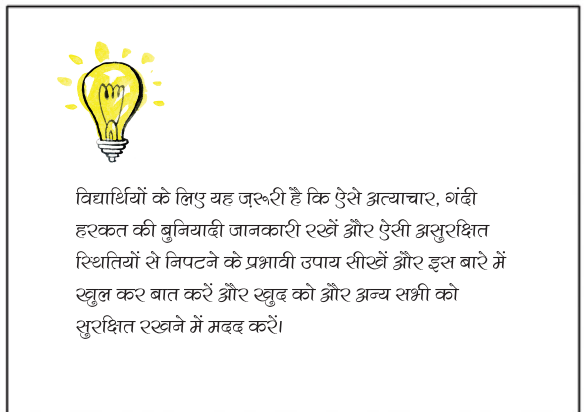 विद्यार्थियों के लिए यह ज़रूरी है कि ऐसे अत्याचार, गंदी
हरकत की बुनियादी जानकारी रखें और ऐसी असुरक्षित
स्थितियों से निपटने के प्रभावी उपाय सीखें और इस बारे में
खुल कर बात करें और खुद को और अन्य सभी को
सुरक्षित रखने में मदद करें।